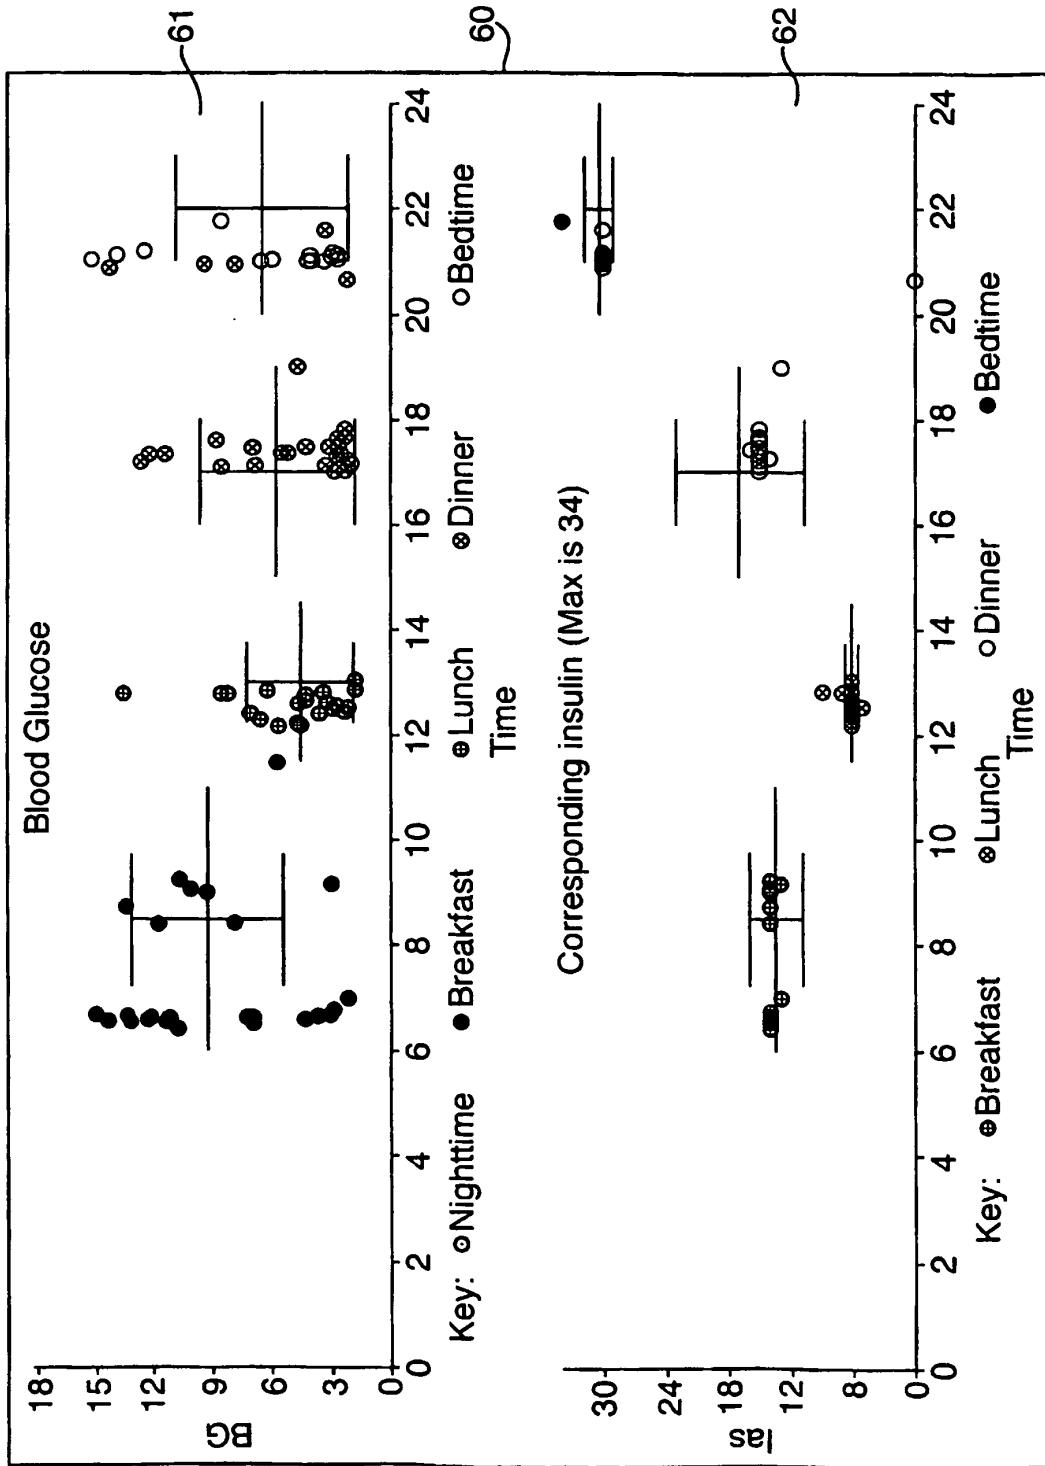 Blood Glucose
61
18
15
12
9
6
3
0
BG
0 2 4 6 8 10 12 14 16 18 20 22 24
Time
Key: Nighttime Breakfast Lunch Dinner Bedtime
60
Corresponding insulin (Max is 34)
62
30
24
18
12
8
0
Ias
0 2 4 6 8 10 12 14 16 18 20 22 24
Time
Key: Breakfast Lunch Dinner Bedtime